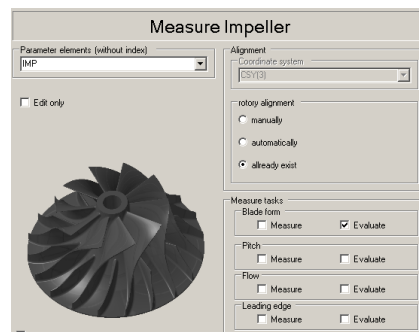 Measure Impeller
Parameter elements (without index)
IMP
Edit only
Alignment
Coordinate system
CSY(3)
rotory alignment
manually
automatically
allready exist
Measure tasks
Blade form
Measure Evaluate
Pitch
Measure Evaluate
Flow
Measure Evaluate
Leading edge
Measure Evaluate